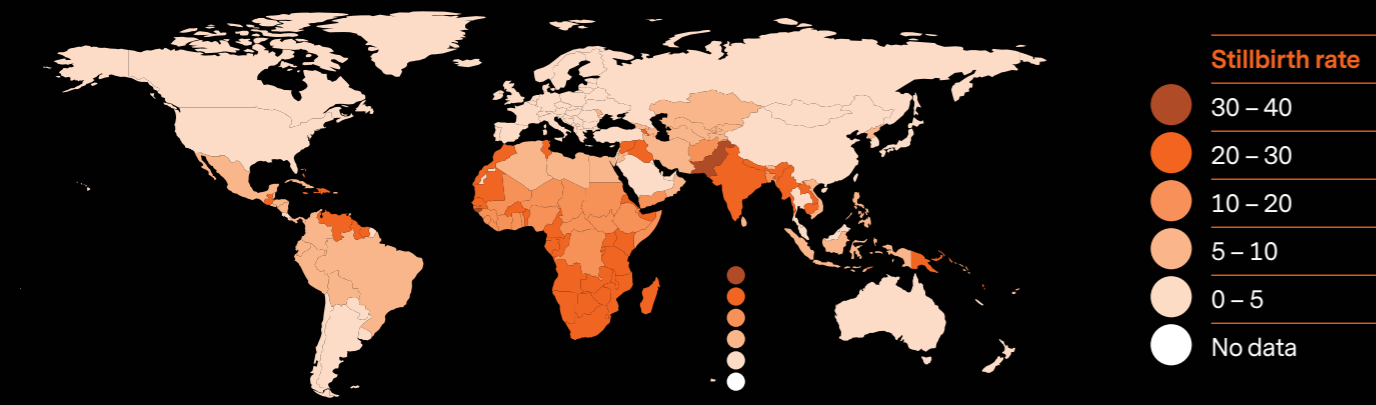 Stillbirth rate
30 – 40
20 – 30
10 – 20
5 – 10
0 – 5
No data